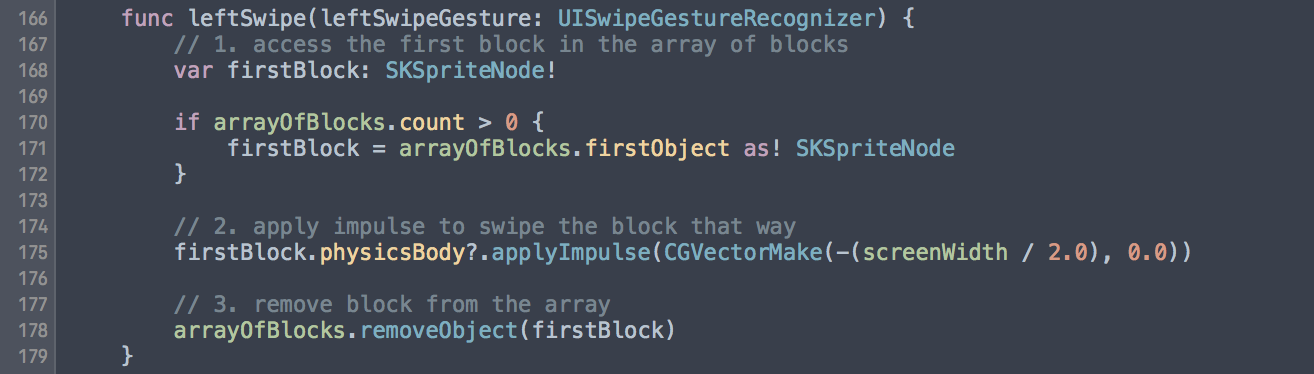 166 func leftSwipe(leftSwipeGesture: UISwipeGestureRecognizer) {
167 // 1. access the first block in the array of blocks
168 var firstBlock: SKSpriteNode!
169
170 if arrayOfBlocks.count > 0 {
171 firstBlock = arrayOfBlocks.firstObject as! SKSpriteNode
172 }
173
174 // 2. apply impulse to swipe the block that way
175 firstBlock.physicsBody?.applyImpulse(CGVectorMake(-(screenWidth / 2.0), 0.0))
176
177 // 3. remove block from the array
178 arrayOfBlocks.removeObject(firstBlock)
179 }